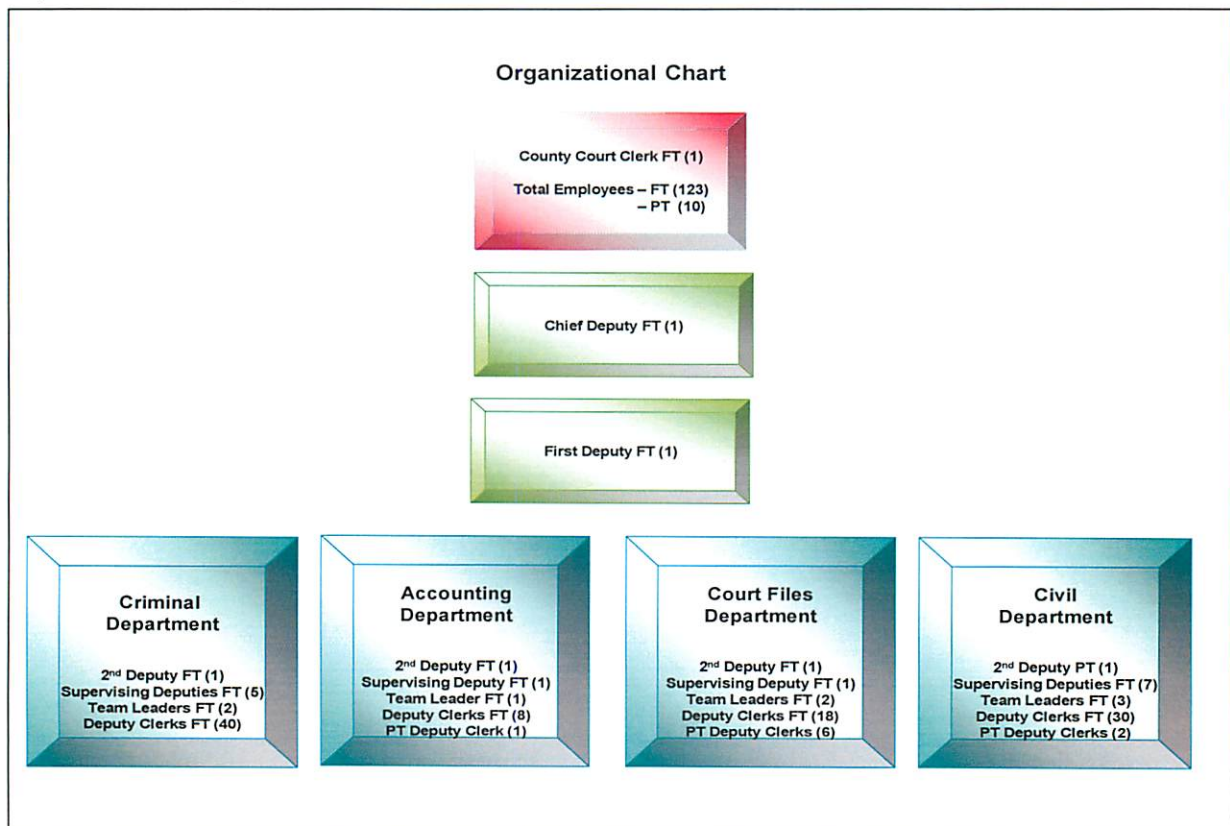 Organizational Chart
County Court Clerk FT (1)
Total Employees – FT (123)
– PT (10)
Chief Deputy FT (1)
First Deputy FT (1)
Criminal
Department
2nd Deputy FT (1)
Supervising Deputies FT (5)
Team Leaders FT (2)
Deputy Clerks FT (40)
Accounting
Department
2nd Deputy FT (1)
Supervising Deputy FT (1)
Team Leader FT (1)
Deputy Clerks FT (8)
PT Deputy Clerk (1)
Court Files
Department
2nd Deputy FT (1)
Supervising Deputy FT (1)
Team Leaders FT (2)
Deputy Clerks FT (18)
PT Deputy Clerks (6)
Civil
Department
2nd Deputy PT (1)
Supervising Deputies FT (7)
Team Leaders FT (3)
Deputy Clerks FT (30)
PT Deputy Clerks (2)